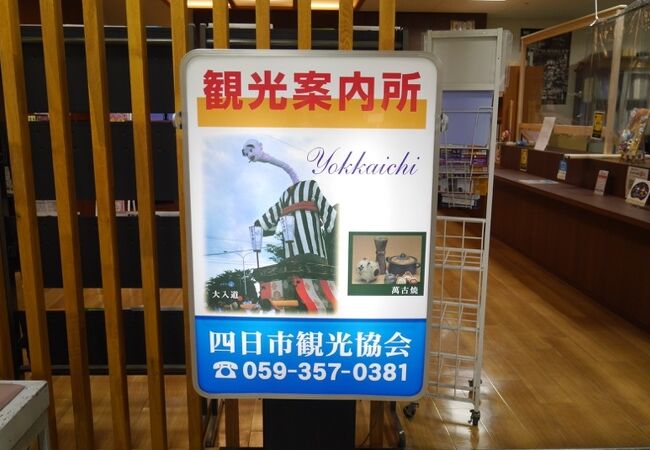 観光案内所
Yokkaichi
大入道
萬古焼
四日市観光協会
☎059-357-0381